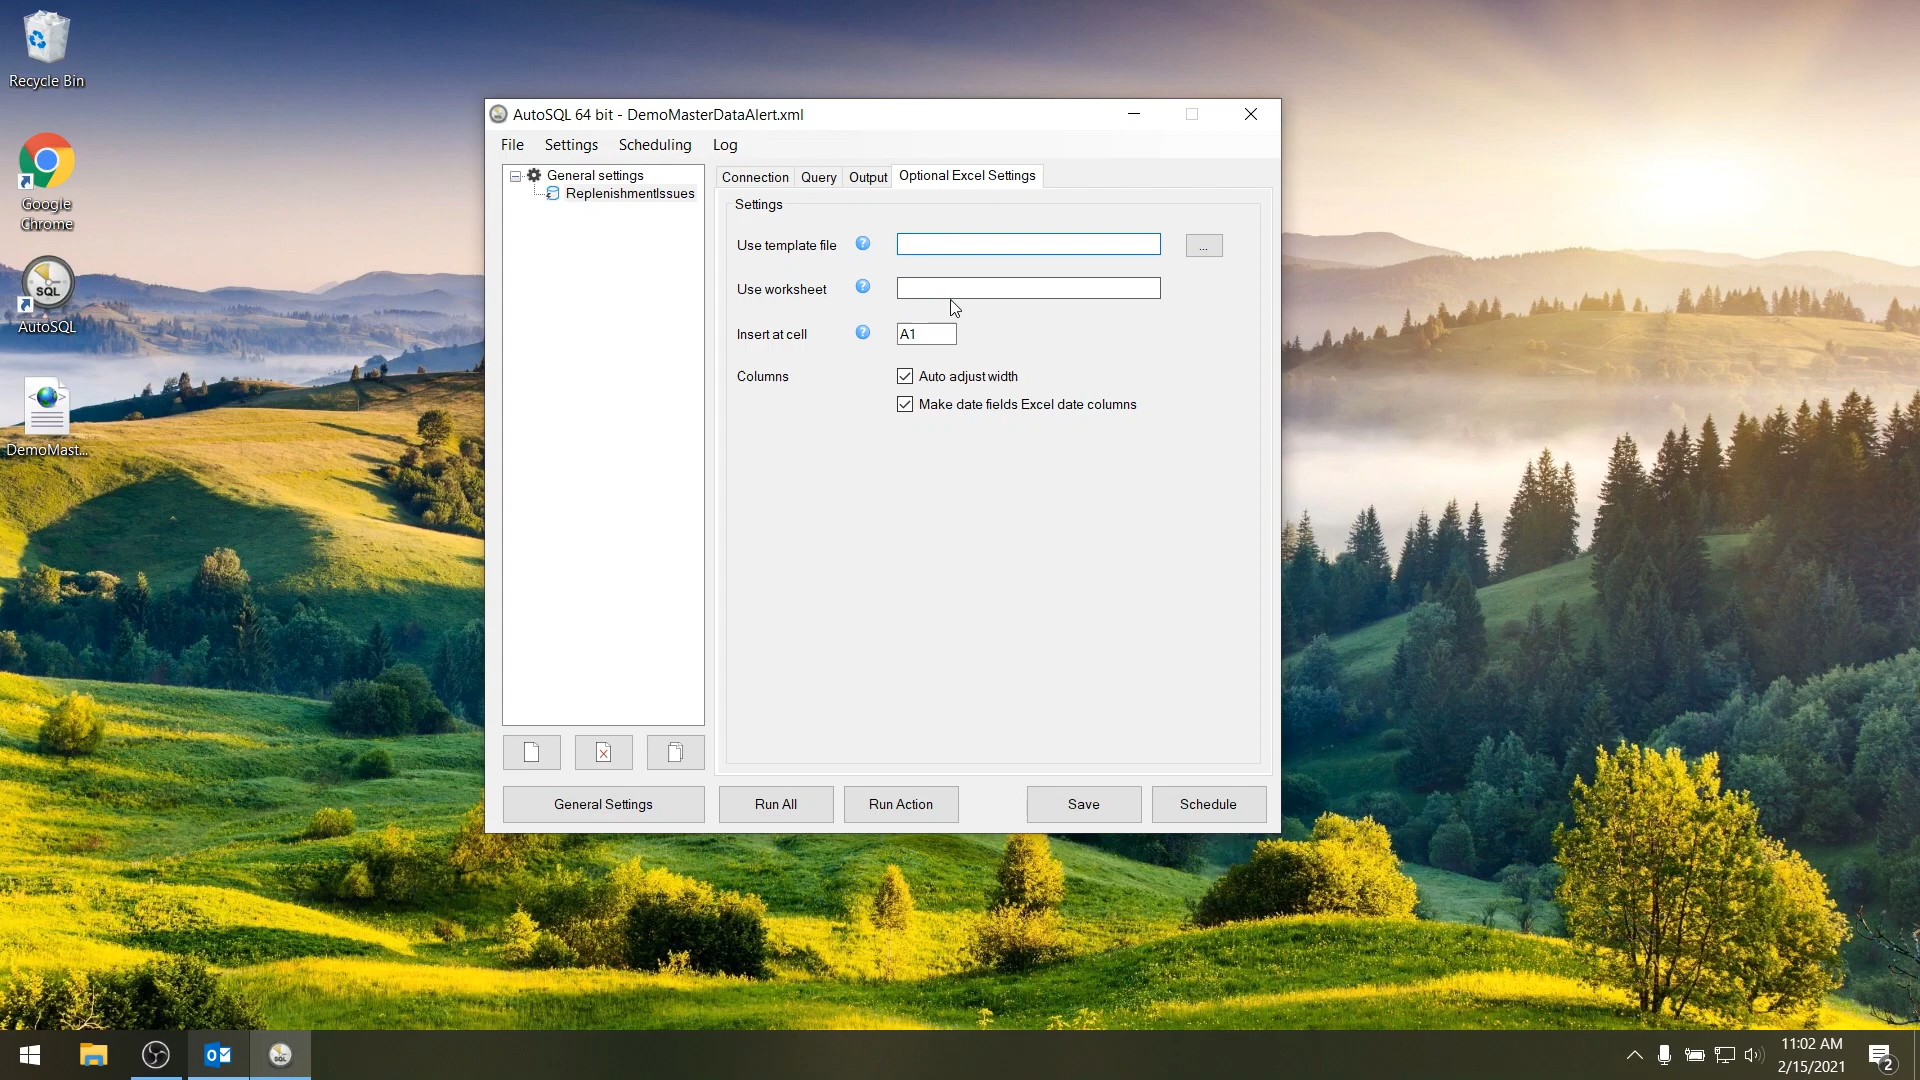 Recycle Bin
Google
Chrome
SQL
AutoSQL
DemoMast...
AutoSQL 64 bit - DemoMasterDataAlert.xml
File Settings Scheduling Log
General settings
ReplenishmentIssues
Connection Query Output Optional Excel Settings
Settings
Use template file ? ...
Use worksheet ?
Insert at cell ? A1
Columns Auto adjust width
Make date fields Excel date columns
General Settings Run All Run Action Save Schedule
SQL
11:02 AM
2/15/2021
2